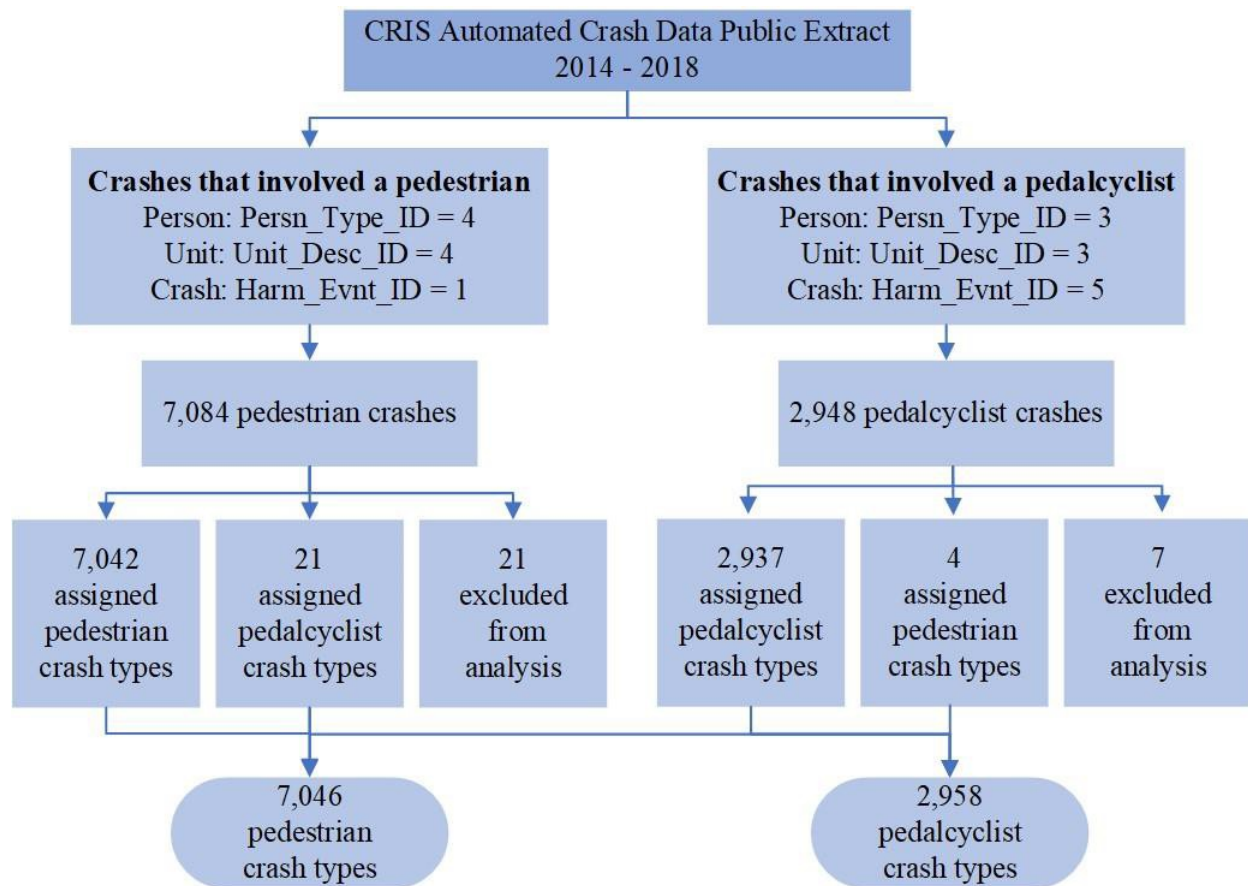 CRIS Automated Crash Data Public Extract
2014 - 2018
Crashes that involved a pedestrian
Person: Persn_Type_ID = 4
Unit: Unit_Desc_ID = 4
Crash: Harm_Evnt_ID = 1
Crashes that involved a pedalcyclist
Person: Persn_Type_ID = 3
Unit: Unit_Desc_ID = 3
Crash: Harm_Evnt_ID = 5
7,084 pedestrian crashes
2,948 pedalcyclist crashes
7,042
assigned
pedestrian
crash types
21
assigned
pedalcyclist
crash types
21
excluded
from
analysis
2,937
assigned
pedalcyclist
crash types
4
assigned
pedestrian
crash types
7
excluded
from
analysis
7,046
pedestrian
crash types
2,958
pedalcyclist
crash types